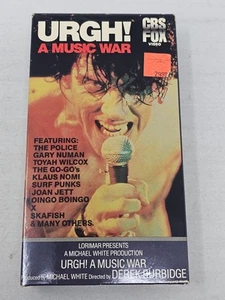 URGH!
A MUSIC WAR
CBS
FOX
VIDEO
FEATURING:
THE POLICE
GARY NUMAN
TOYAH WILCOX
THE GO-GO's
KLAUS NOMI
SURF PUNKS
JOAN JETT
OINGO BOINGO
X
SKAFISH
& MANY OTHERS.
LORIMAR PRESENTS
A MICHAEL WHITE PRODUCTION
URGH! A MUSIC WAR
Produced by MICHAEL WHITE Directed by DEREK BURBIDGE